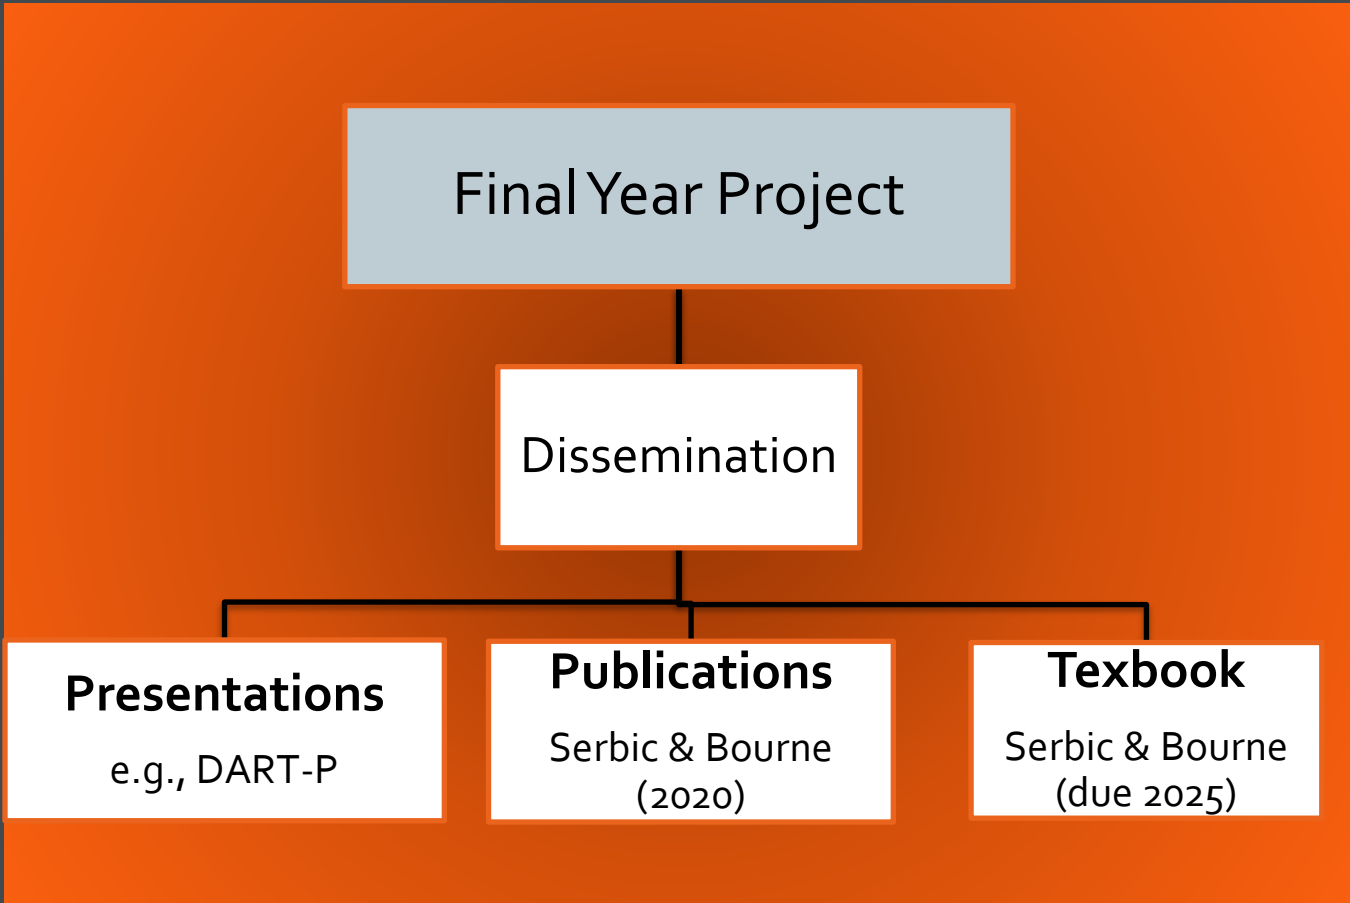 Final Year Project
Dissemination
Presentations
e.g., DART-P
Publications
Serbic & Bourne
(2020)
Texbook
Serbic & Bourne
(due 2025)